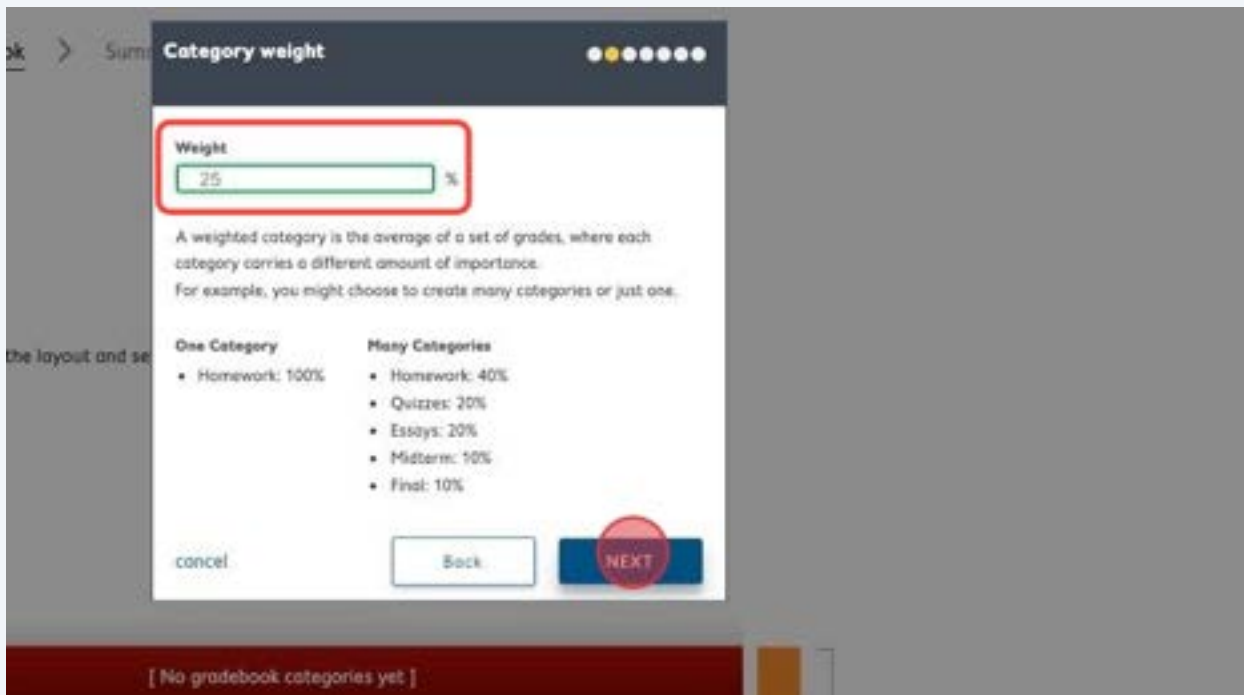 ok > Sum
Category weight
Weight
25 %
A weighted category is the average of a set of grades, where each
category carries a different amount of importance.
For example, you might choose to create many categories or just one.
One Category
• Homework: 100%
Many Categories
• Homework: 40%
• Quizzes: 20%
• Essays: 20%
• Midterm: 10%
• Final: 10%
the layout and se
cancel
Back
NEXT
[ No gradebook categories yet ]